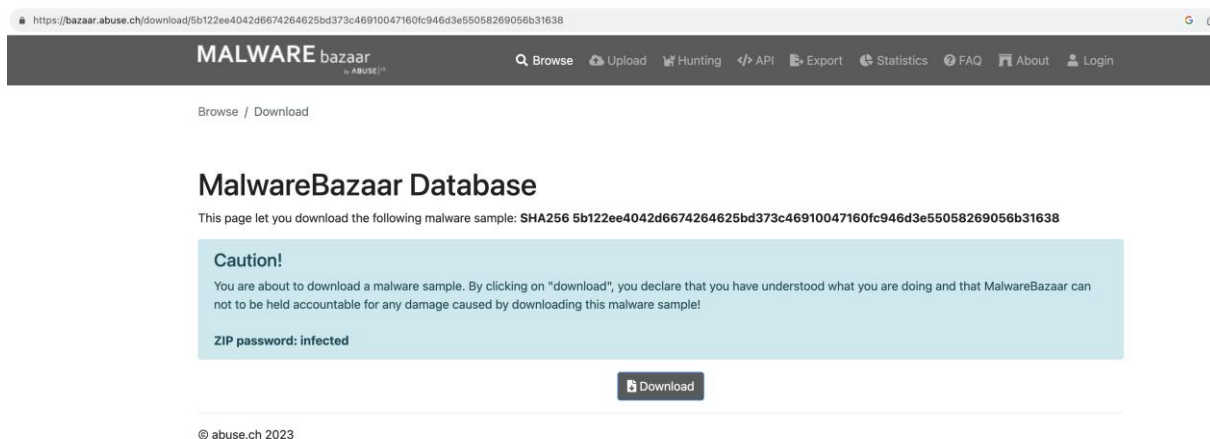 https://bazaar.abuse.ch/download/5b122ee4042d6674264625bd373c46910047160fc946d3e55058269056b31638
MALWARE bazaar
by ABUSE|ch
Browse Upload Hunting </> API Export Statistics FAQ About Login
Browse / Download
MalwareBazaar Database
This page let you download the following malware sample: SHA256 5b122ee4042d6674264625bd373c46910047160fc946d3e55058269056b31638
Caution!
You are about to download a malware sample. By clicking on "download", you declare that you have understood what you are doing and that MalwareBazaar can
not to be held accountable for any damage caused by downloading this malware sample!
ZIP password: infected
Download
© abuse.ch 2023